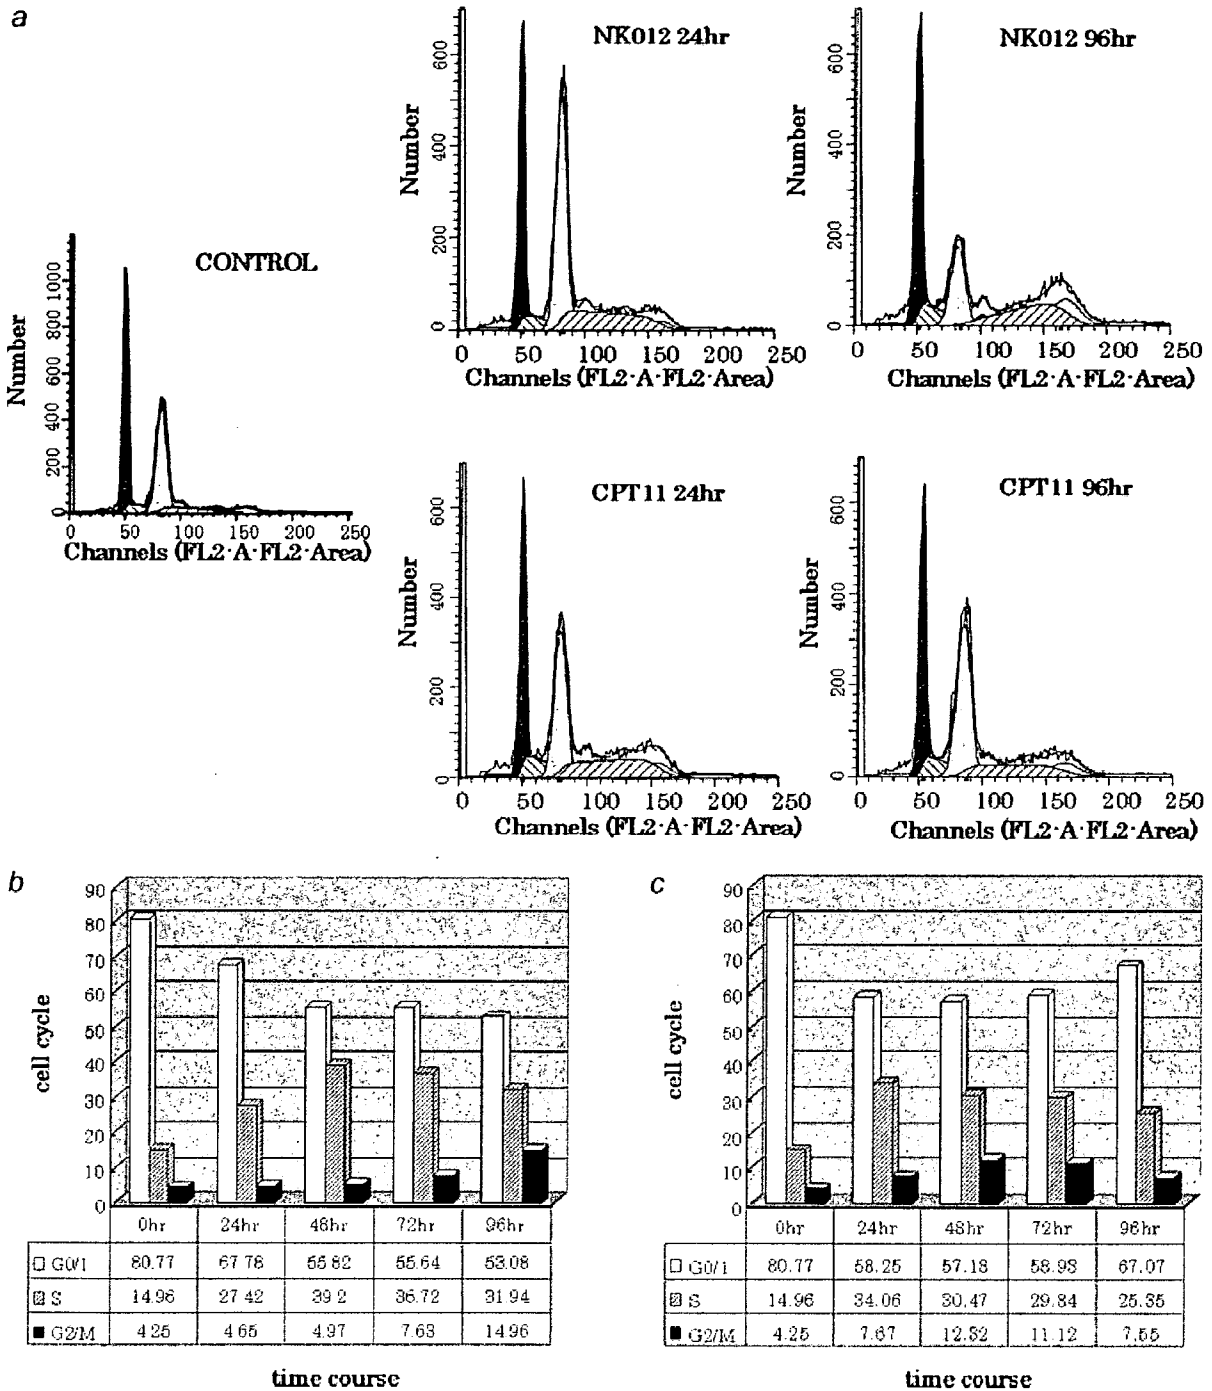 a
NK012 24hr
Number
600
400
200
0
0 50 100 150 200 250
Channels (FL2-A-FL2-Area)
NK012 96hr
Number
600
400
200
0
0 50 100 150 200 250
Channels (FL2-A-FL2-Area)
CONTROL
Number
1000
800
600
400
200
0
0 50 100 150 200 250
Channels (FL2-A-FL2-Area)
CPT11 24hr
Number
600
400
200
0
0 50 100 150 200 250
Channels (FL2-A-FL2-Area)
CPT11 96hr
Number
600
400
200
0
0 50 100 150 200 250
Channels (FL2-A-FL2-Area)
b
cell cycle
90
80
70
60
50
40
30
20
10
0
0hr 24hr 48hr 72hr 96hr
G0/1 80.77 67.78 55.82 55.64 53.08
S 14.96 27.42 39.2 36.72 31.94
G2/M 4.25 4.65 4.97 7.63 14.96
time course
c
cell cycle
90
80
70
60
50
40
30
20
10
0
0hr 24hr 48hr 72hr 96hr
G0/1 80.77 58.25 57.18 58.98 67.07
S 14.96 34.06 30.47 29.84 25.35
G2/M 4.25 7.67 12.32 11.12 7.55
time course